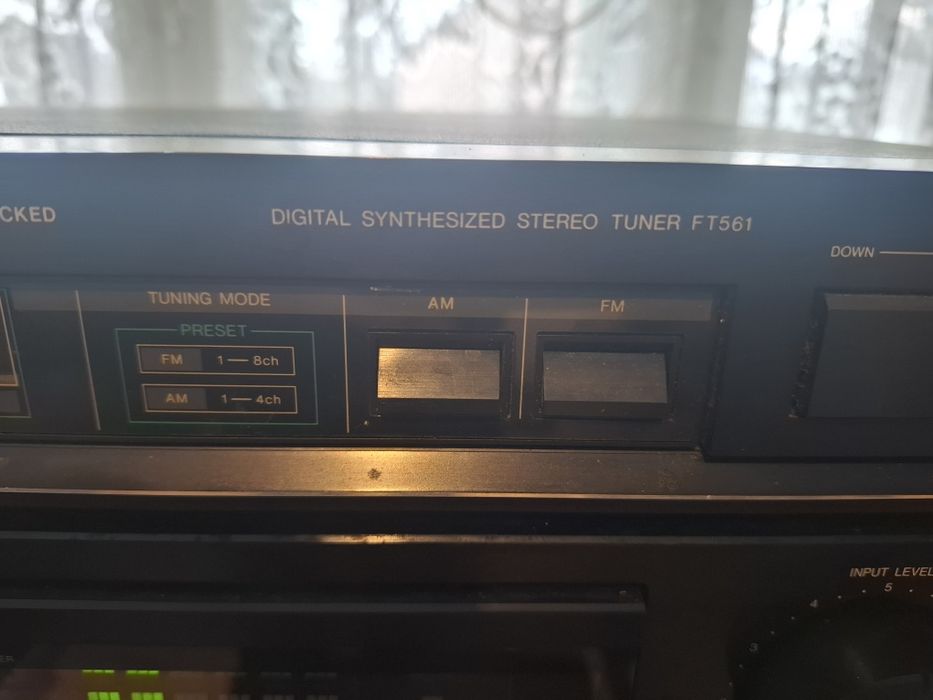 CKED
DIGITAL SYNTHESIZED STEREO TUNER FT561
DOWN
TUNING MODE
AM
FM
PRESET
FM 1—8ch
AM 1—4ch
INPUT LEVEL
5
4
3
ER